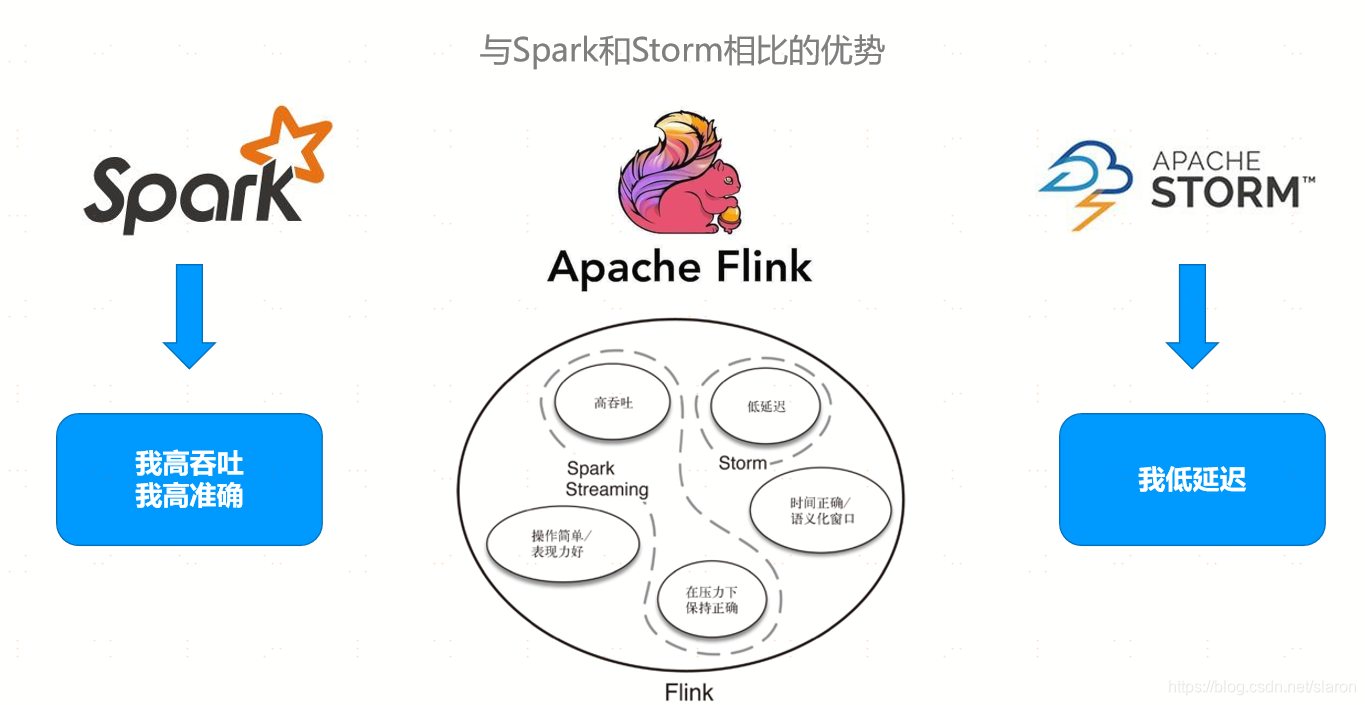 与Spark和Storm相比的优势
Spark
Apache Flink
APACHE
STORM™
我高吞吐
我高准确
高吞吐
低延迟
Spark
Streaming
Storm
时间正确/
语义化窗口
操作简单/
表现力好
在压力下
保持正确
Flink
我低延迟
https://blog.csdn.net/slaron